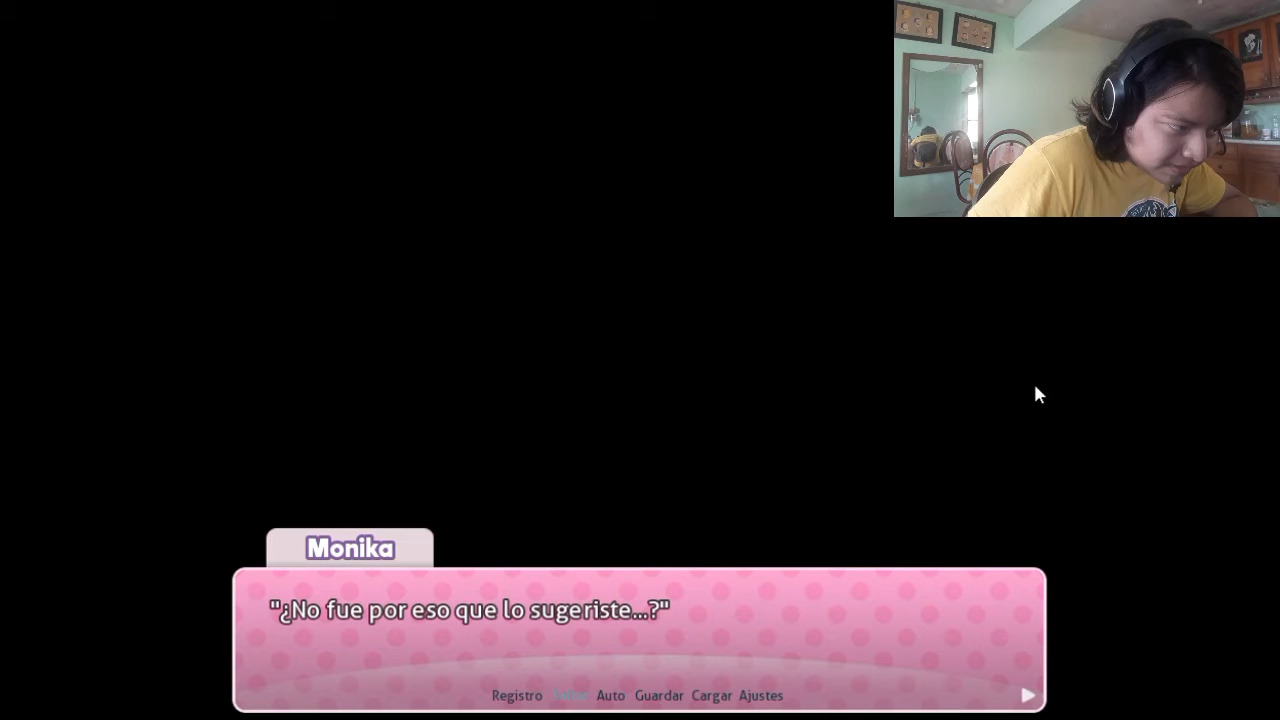 Monika
"¿No fue por eso que lo sugeriste...?"
Registro Auto Guardar Cargar Ajustes